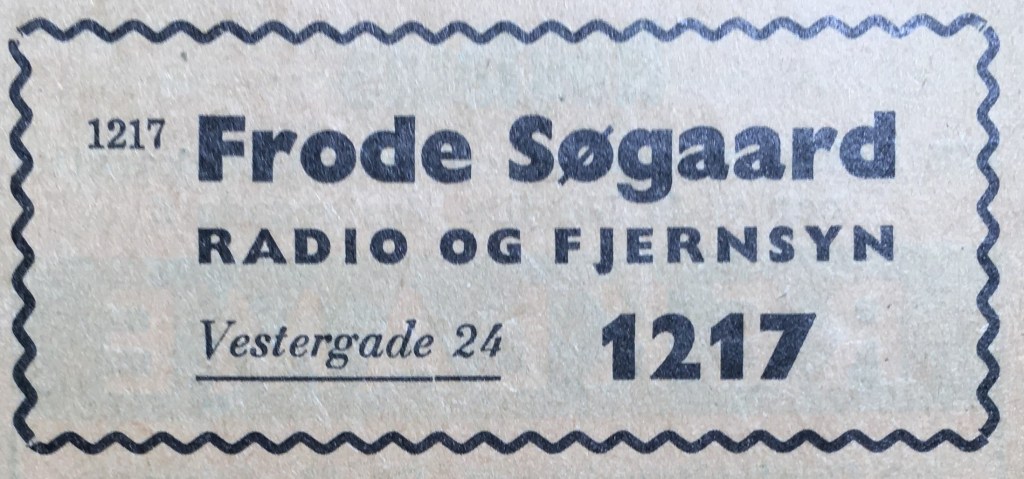 1217 Frode Søgaard
RADIO OG FJERNSYN
Vestergade 24 1217